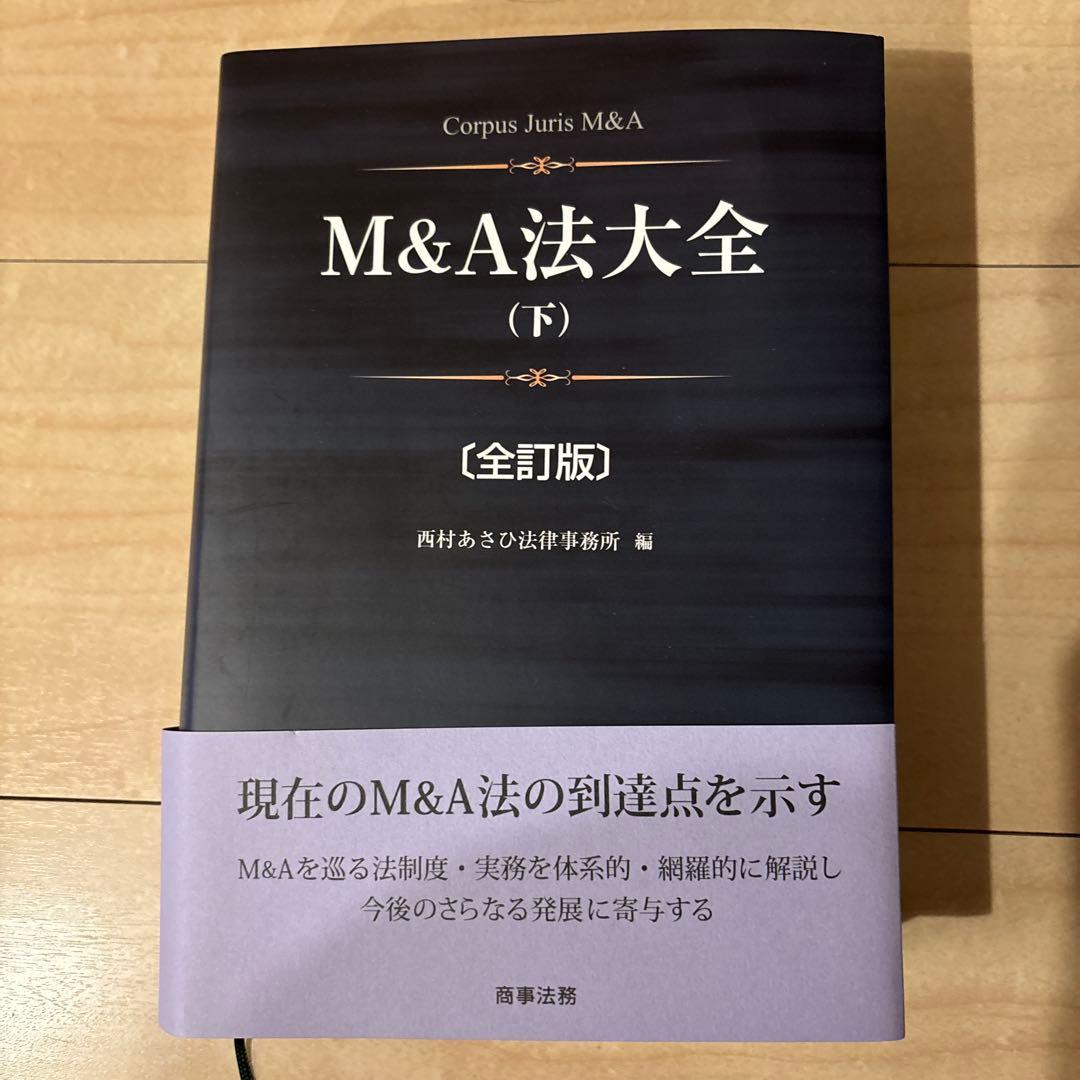 Corpus Juris M&A
M&A法大全
(下)
〔全訂版〕
西村あさひ法律事務所 編
現在のM&A法の到達点を示す
M&Aを巡る法制度・実務を体系的・網羅的に解説し
今後のさらなる発展に寄与する
商事法務